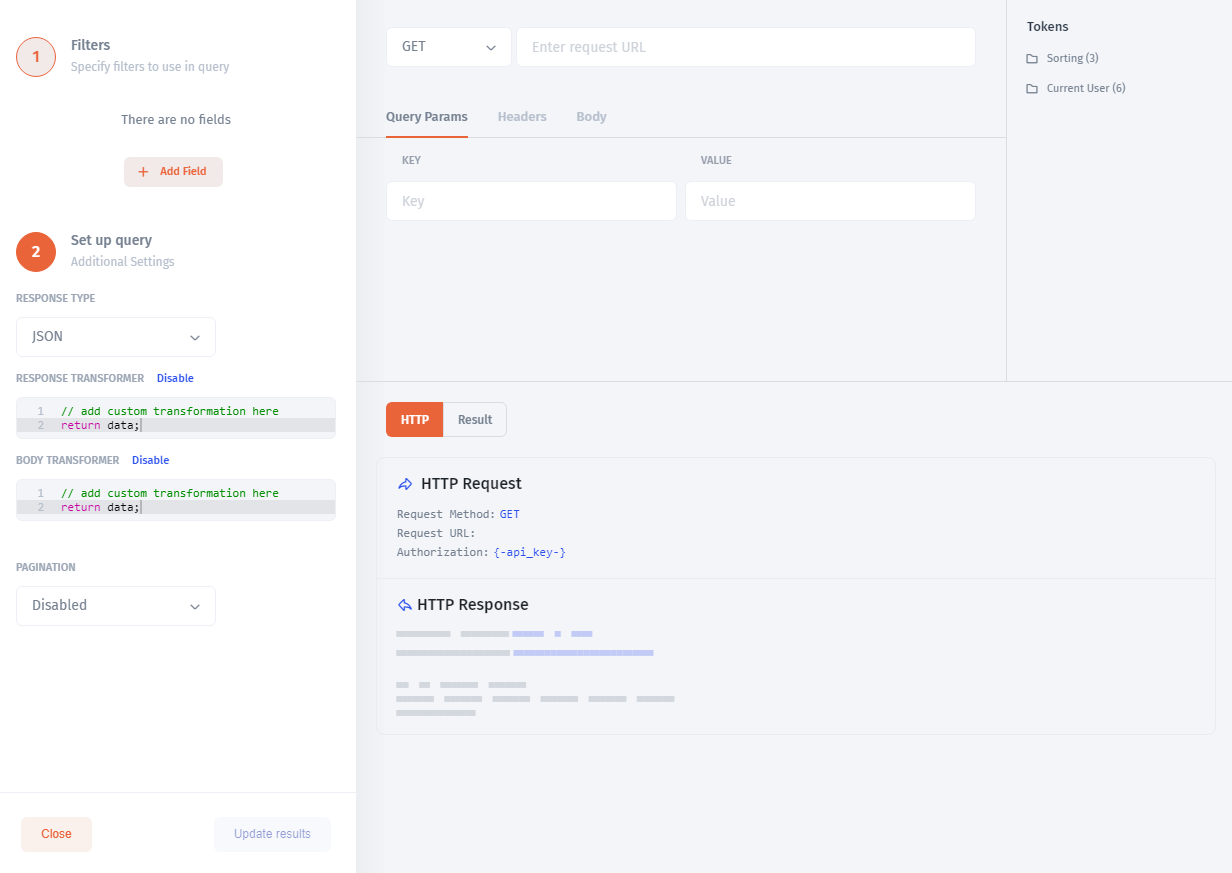 1
Filters
Specify filters to use in query
There are no fields
+ Add Field
2
Set up query
Additional Settings
RESPONSE TYPE
JSON
RESPONSE TRANSFORMER Disable
1 // add custom transformation here
2 return data;
BODY TRANSFORMER Disable
1 // add custom transformation here
2 return data;
PAGINATION
Disabled
Close
Update results
GET
Enter request URL
Query Params Headers Body
KEY VALUE
Key Value
Tokens
Sorting (3)
Current User (6)
HTTP Result
HTTP Request
Request Method: GET
Request URL:
Authorization: {-api_key-}
HTTP Response